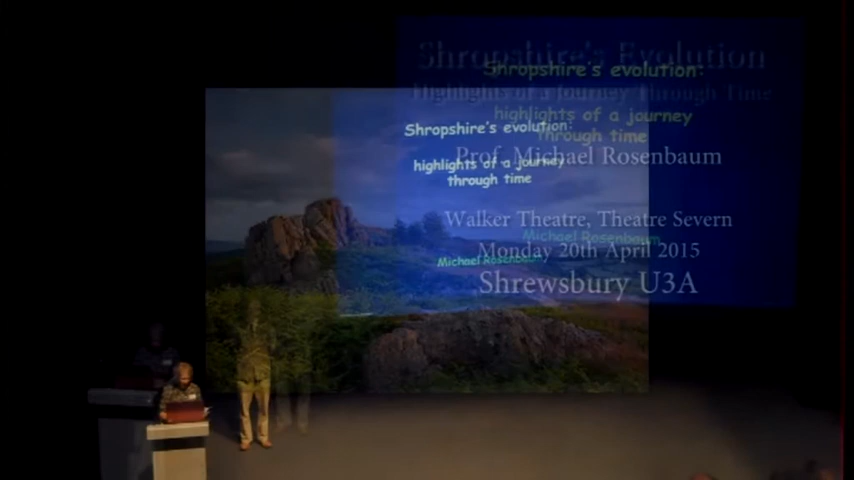 Shropshire's Evolution
Highlights of a Journey Through Time
Shropshire's evolution:
highlights of a journey
through time
Prof. Michael Rosenbaum
Walker Theatre, Theatre Severn
Monday 20th April 2015
Shrewsbury U3A
Michael Rosenbaum
Shropshire's evolution:
highlights of a journey
through time
Michael Rosenbaum